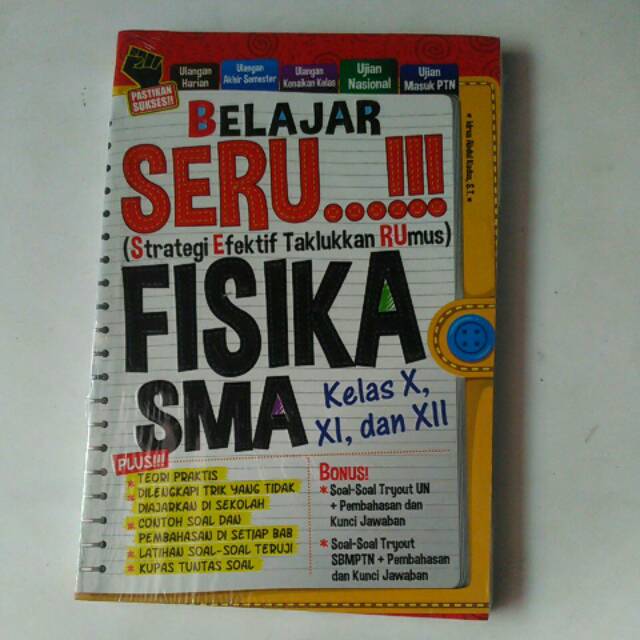 PASTIKAN
SUKSES!!
Ulangan
Harian
Ulangan
Akhir Semester
Ulangan
Kenaikan Kelas
Ujian
Nasional
Ujian
Masuk PTN
BELAJAR
SERU...!!!
(Strategi Efektif Taklukkan RUmus)
FISIKA
SMA
Kelas X,
XI, dan XII
PLUS!!!
* TEORI PRAKTIS
* DILENGKAPI TRIK YANG TIDAK
DIAJARKAN DI SEKOLAH
* CONTOH SOAL DAN
PEMBAHASAN DI SETIAP BAB
* LATIHAN SOAL-SOAL TERUJI
* KUPAS TUNTAS SOAL
BONUS!
* Soal-Soal Tryout UN
+ Pembahasan dan
Kunci Jawaban
* Soal-Soal Tryout
SBMPTN + Pembahasan
dan Kunci Jawaban